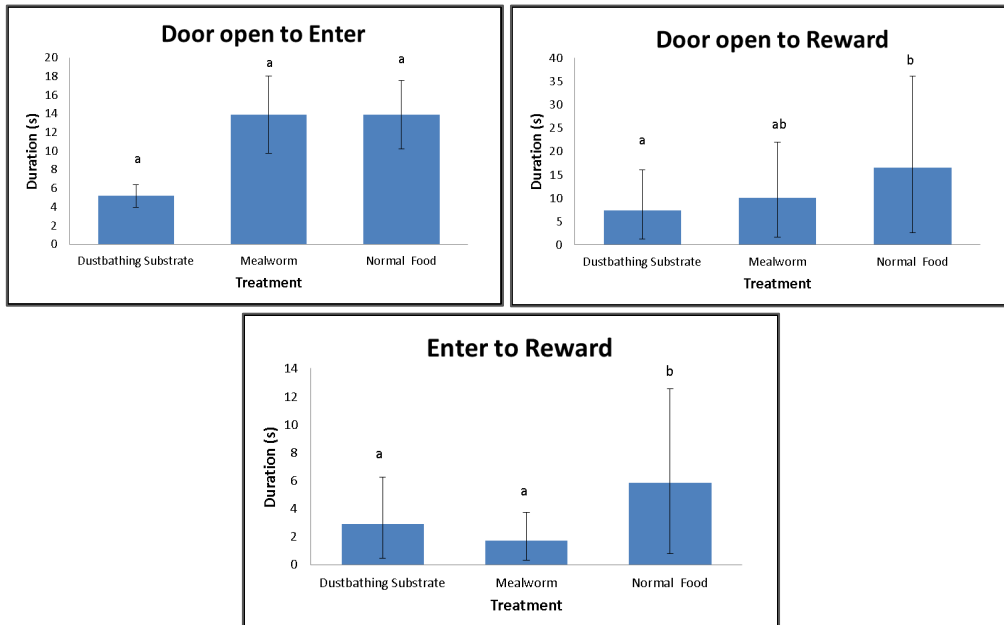 Door open to Enter
20
18
16
14
12
10
8
6
4
2
0
Duration (s)
a
a
a
Dustbathing Substrate
Mealworm
Normal Food
Treatment
Door open to Reward
40
35
30
25
20
15
10
5
0
Duration (s)
a
ab
b
Dustbathing Substrate
Mealworm
Normal Food
Treatment
Enter to Reward
14
12
10
8
6
4
2
0
Duration (s)
a
a
b
Dustbathing Substrate
Mealworm
Normal Food
Treatment